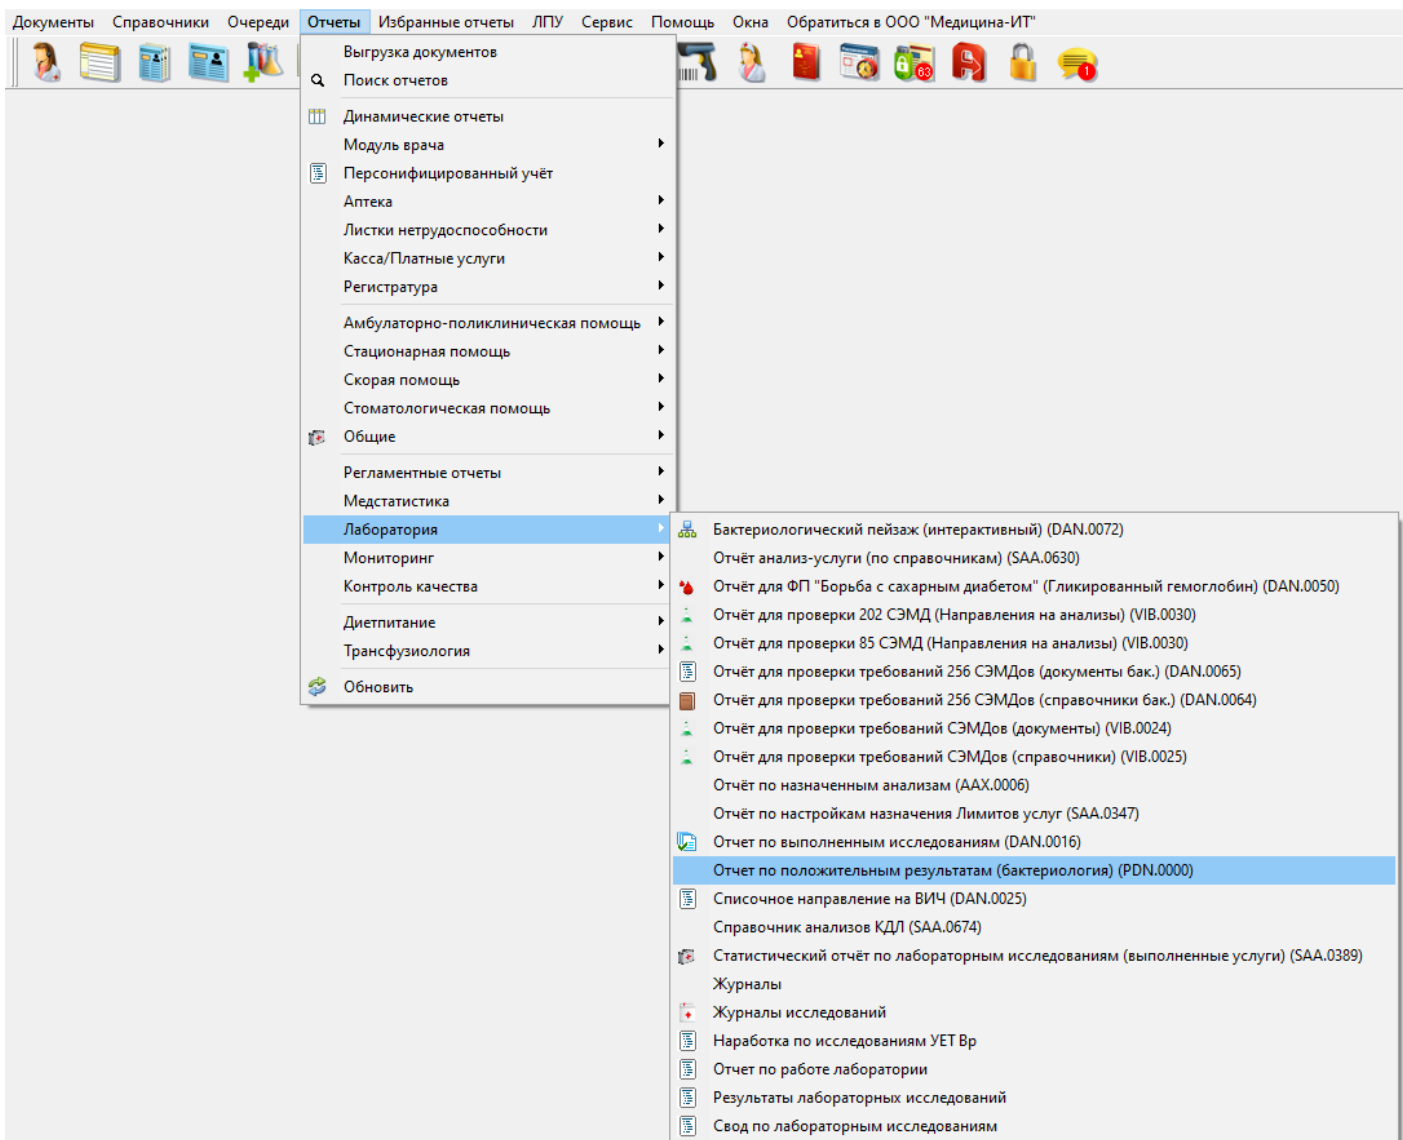 Документы Справочники Очереди Отчеты Избранные отчеты ЛПУ Сервис Помощь Окна Обратиться в ООО "Медицина-ИТ"
63
1
Выгрузка документов
Поиск отчетов
Динамические отчеты
Модуль врача
Персонифицированный учёт
Аптека
Листки нетрудоспособности
Касса/Платные услуги
Регистратура
Амбулаторно-поликлиническая помощь
Стационарная помощь
Скорая помощь
Стоматологическая помощь
Общие
Регламентные отчеты
Медстатистика
Лаборатория
Мониторинг
Контроль качества
Диетпитание
Трансфузиология
Обновить
Бактериологический пейзаж (интерактивный) (DAN.0072)
Отчёт анализ-услуги (по справочникам) (SAA.0630)
Отчёт для ФП "Борьба с сахарным диабетом" (Гликированный гемоглобин) (DAN.0050)
Отчёт для проверки 202 СЭМД (Направления на анализы) (VIB.0030)
Отчёт для проверки 85 СЭМД (Направления на анализы) (VIB.0030)
Отчёт для проверки требований 256 СЭМДов (документы бак.) (DAN.0065)
Отчёт для проверки требований 256 СЭМДов (справочники бак.) (DAN.0064)
Отчёт для проверки требований СЭМДов (документы) (VIB.0024)
Отчёт для проверки требований СЭМДов (справочники) (VIB.0025)
Отчёт по назначенным анализам (AAX.0006)
Отчёт по настройкам назначения Лимитов услуг (SAA.0347)
Отчет по выполненным исследованиям (DAN.0016)
Отчет по положительным результатам (бактериология) (PDN.0000)
Списочное направление на ВИЧ (DAN.0025)
Справочник анализов КДЛ (SAA.0674)
Статистический отчёт по лабораторным исследованиям (выполненные услуги) (SAA.0389)
Журналы
Журналы исследований
Наработка по исследованиям УЕТ Вр
Отчет по работе лаборатории
Результаты лабораторных исследований
Свод по лабораторным исследованиям